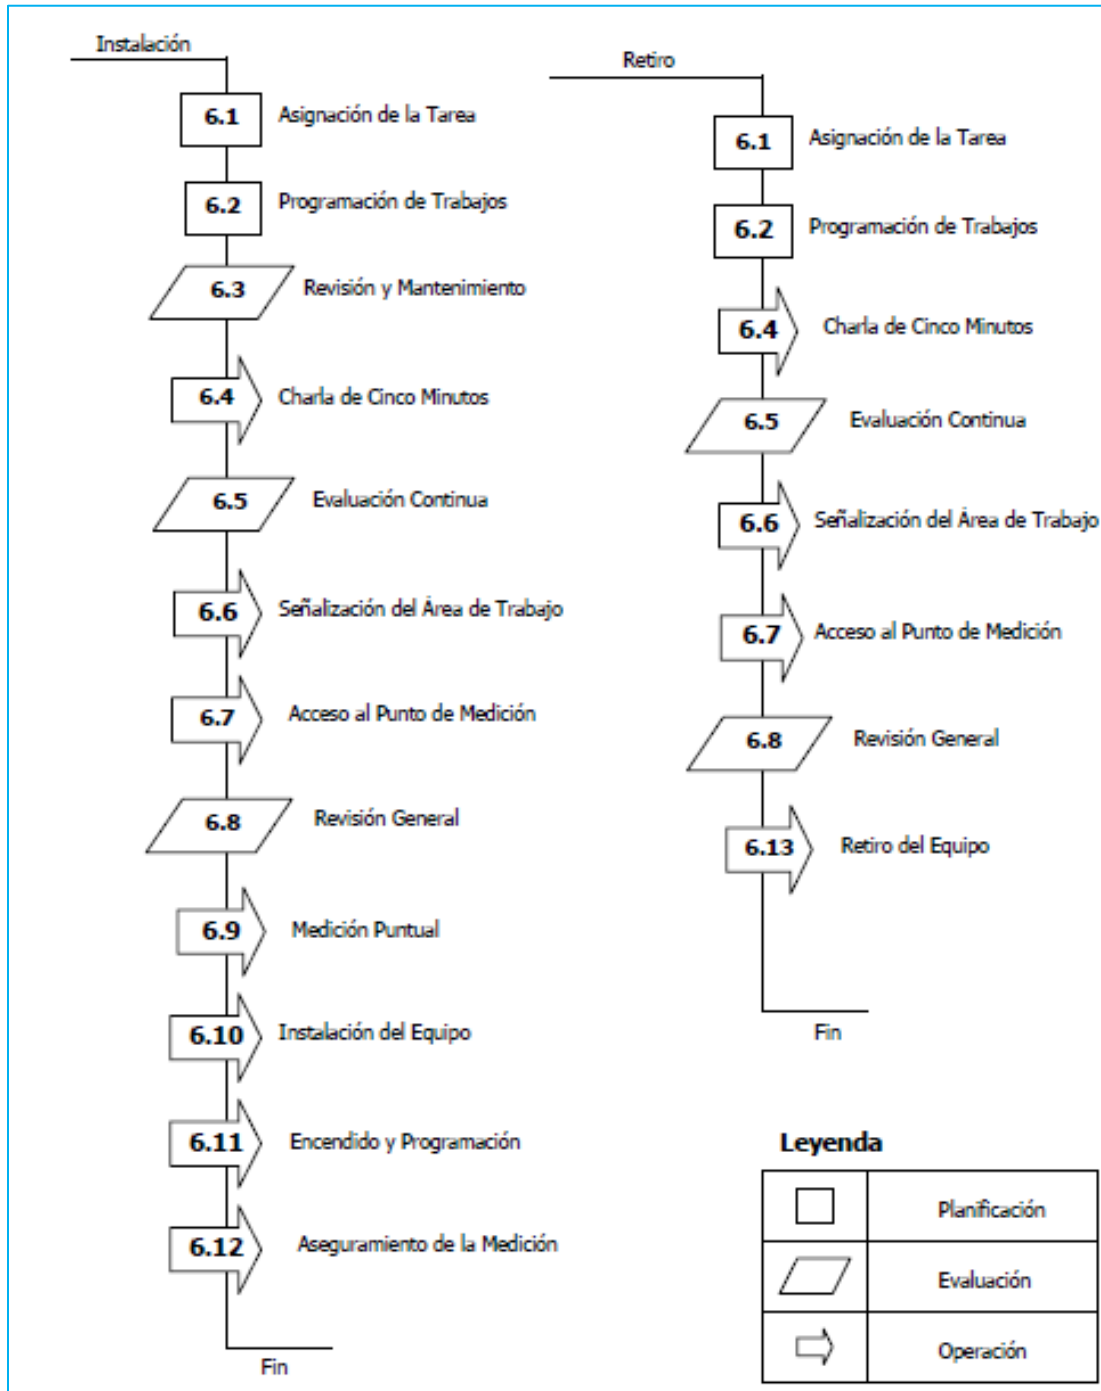 Instalación
6.1 Asignación de la Tarea
6.2 Programación de Trabajos
6.3 Revisión y Mantenimiento
6.4 Charla de Cinco Minutos
6.5 Evaluación Continua
6.6 Señalización del Área de Trabajo
6.7 Acceso al Punto de Medición
6.8 Revisión General
6.9 Medición Puntual
6.10 Instalación del Equipo
6.11 Encendido y Programación
6.12 Aseguramiento de la Medición
Fin
Retiro
6.1 Asignación de la Tarea
6.2 Programación de Trabajos
6.4 Charla de Cinco Minutos
6.5 Evaluación Continua
6.6 Señalización del Área de Trabajo
6.7 Acceso al Punto de Medición
6.8 Revisión General
6.13 Retiro del Equipo
Fin
Leyenda
Planificación
Evaluación
Operación